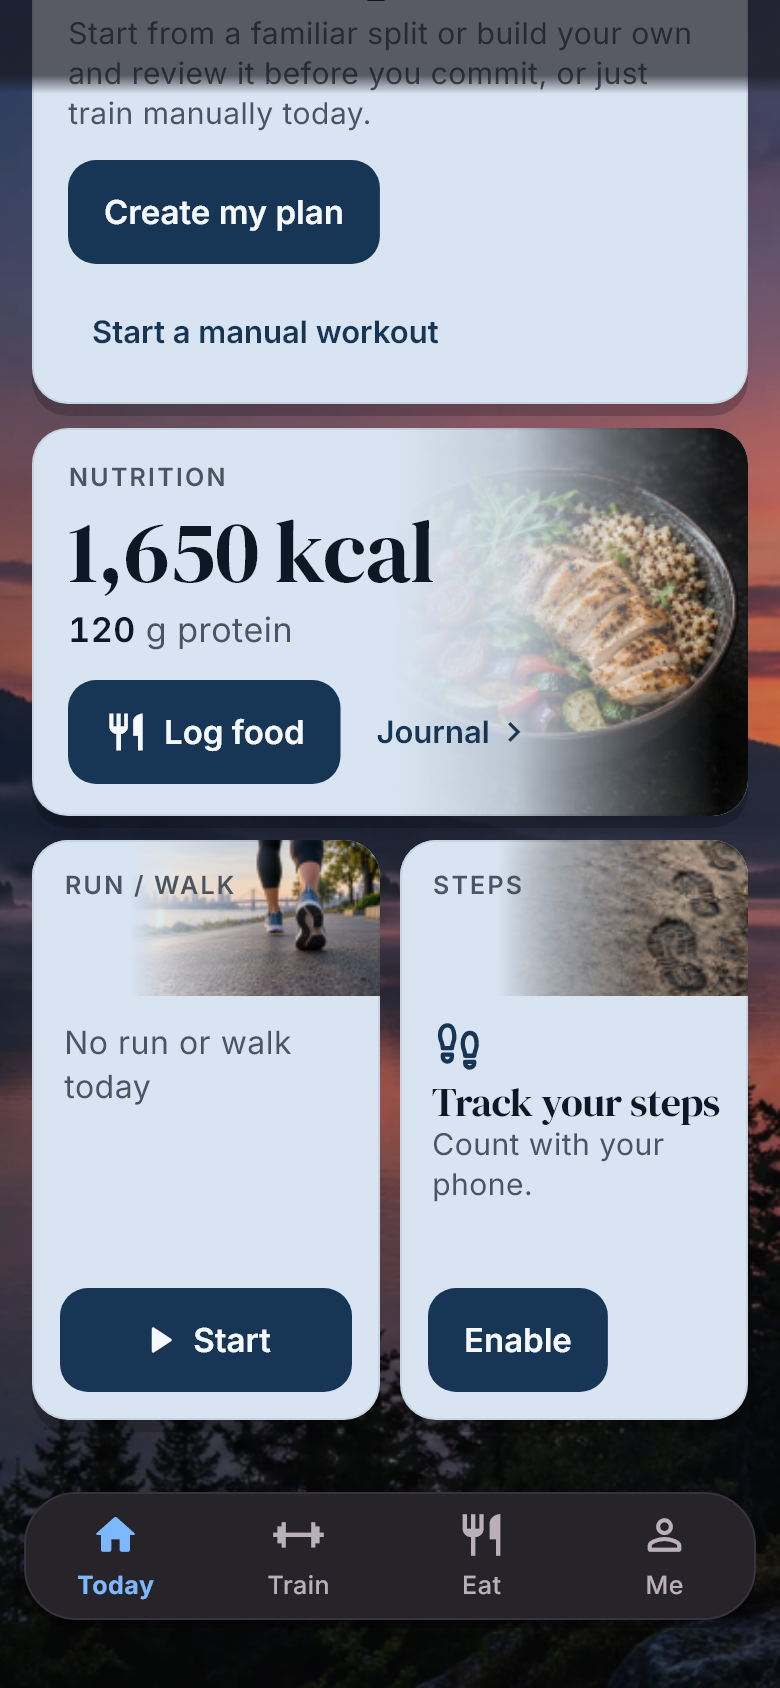 Start from a familiar split or build your own
and review it before you commit, or just
train manually today.
Create my plan
Start a manual workout
NUTRITION
1,650 kcal
120 g protein
Log food
Journal
RUN / WALK
No run or walk
today
Start
STEPS
Track your steps
Count with your
phone.
Enable
Today
Train
Eat
Me